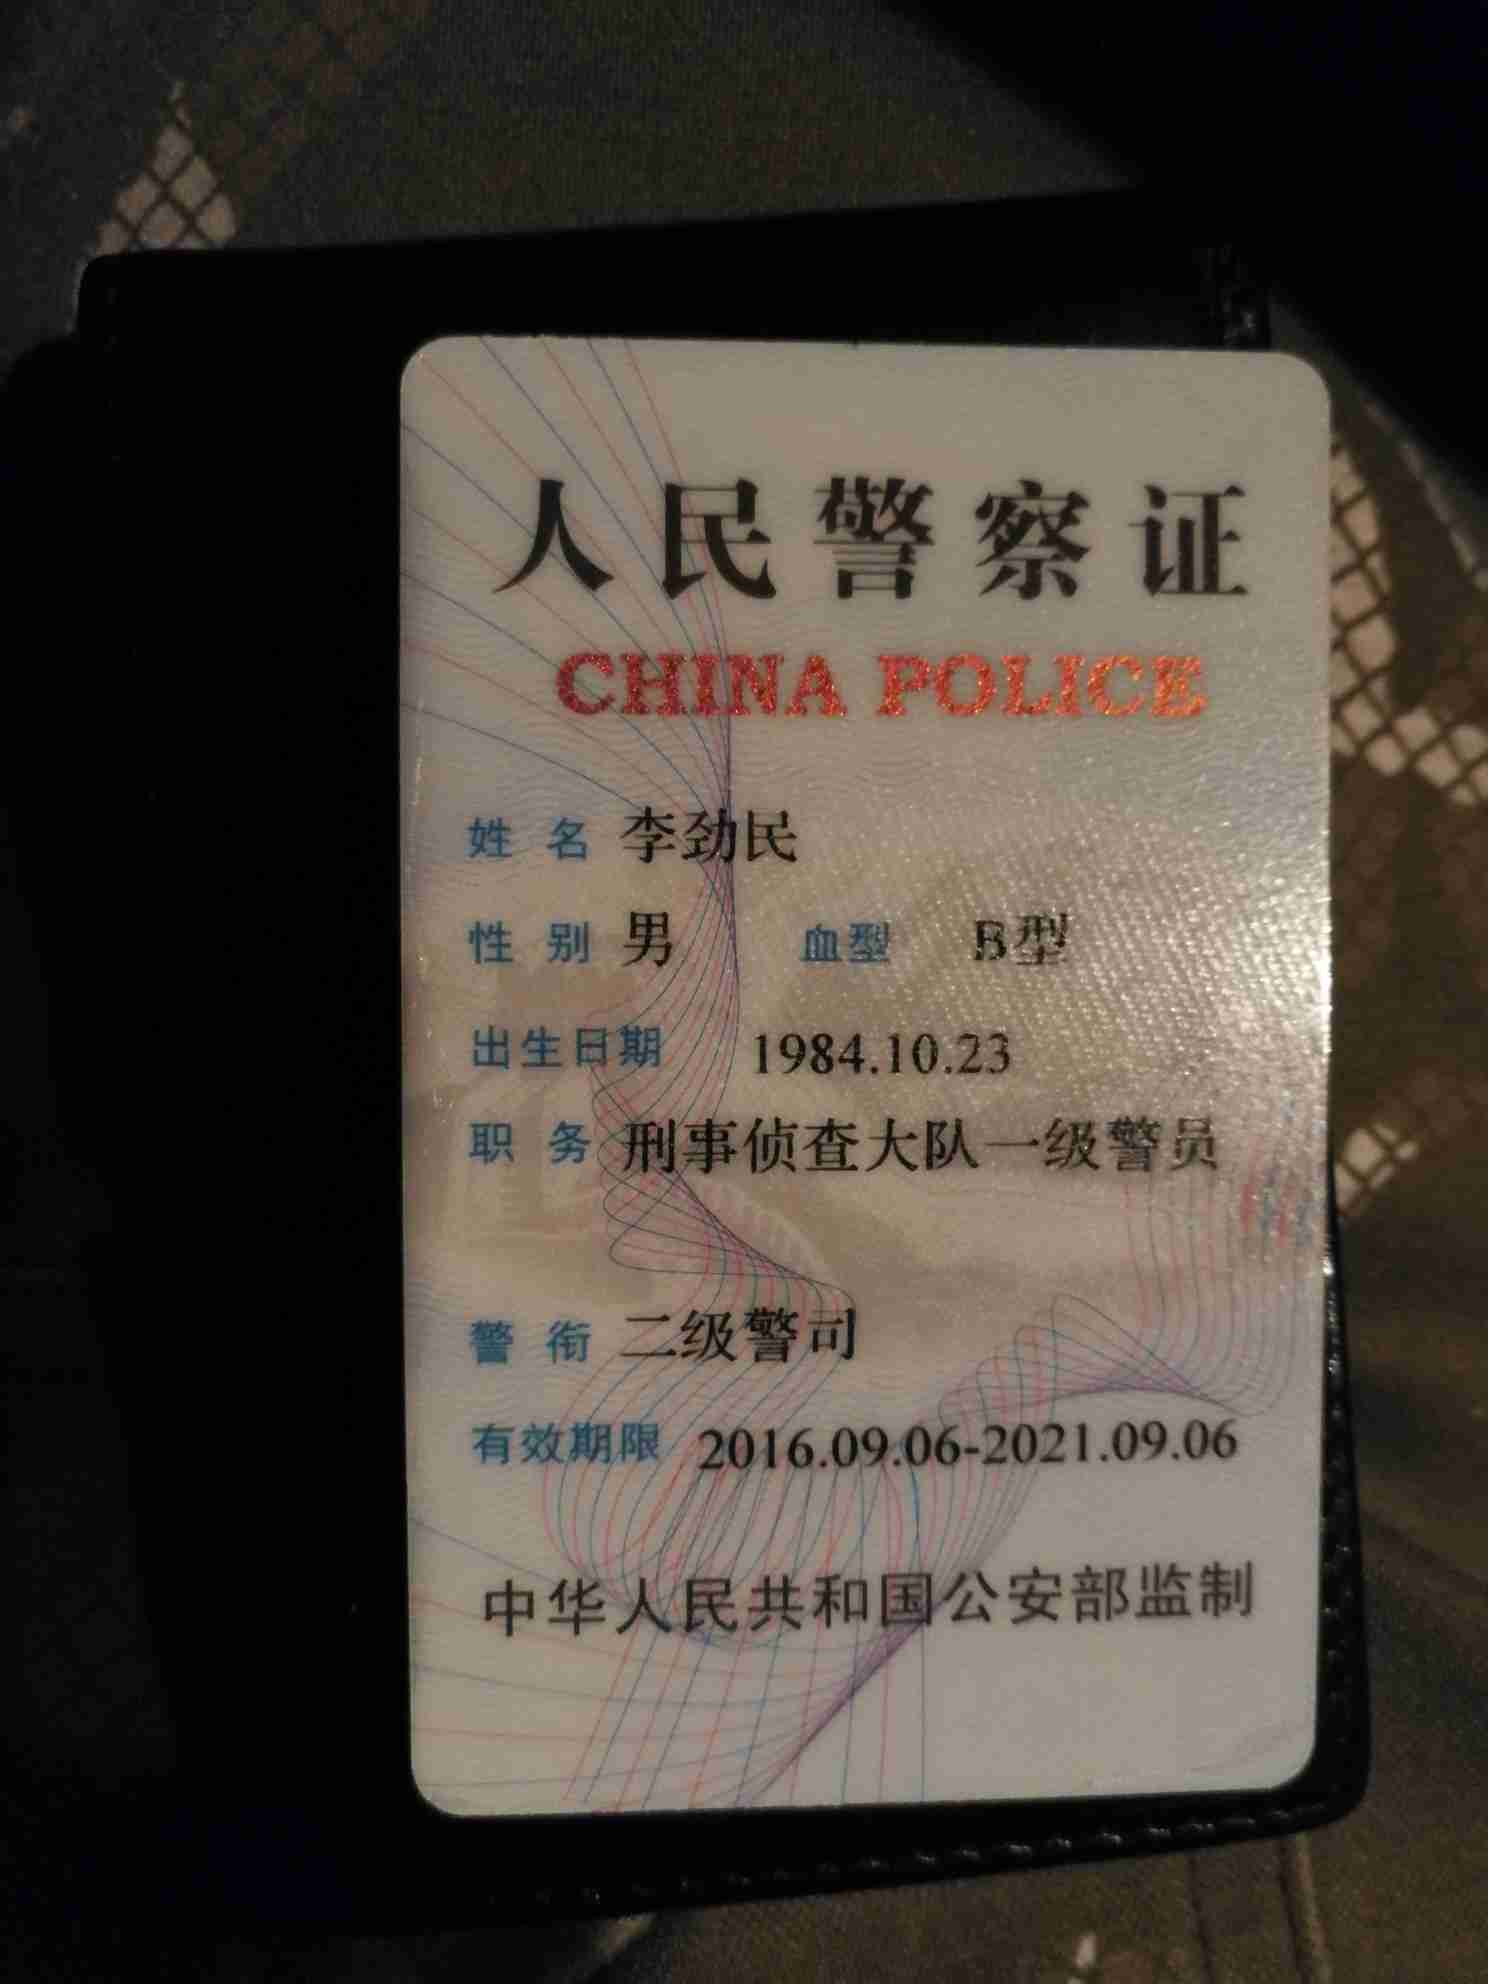 人民警察证
CHINA POLICE
姓 名 李劲民
性 别 男 血型 B型
出生日期 1984.10.23
职 务 刑事侦查大队一级警员
警 衔 二级警司
有效期限 2016.09.06-2021.09.06
中华人民共和国公安部监制